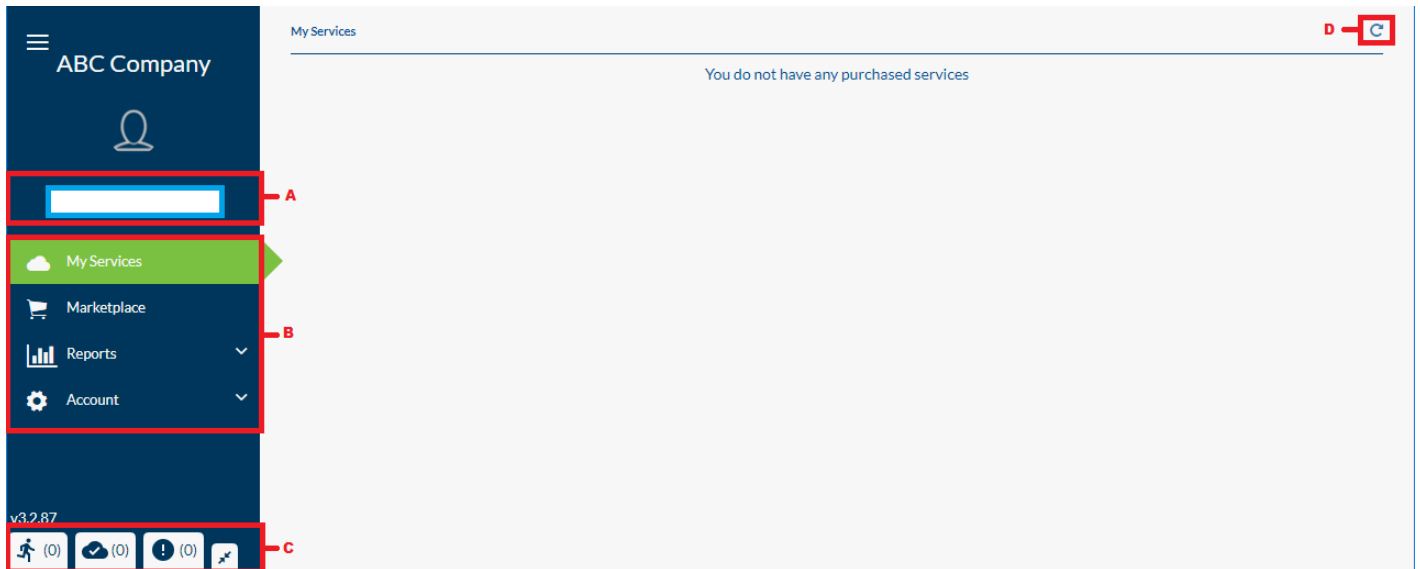 My Services
D
ABC Company
You do not have any purchased services
A
My Services
Marketplace
B
Reports
Account
v3.2.87
(0) (0) (0)
C